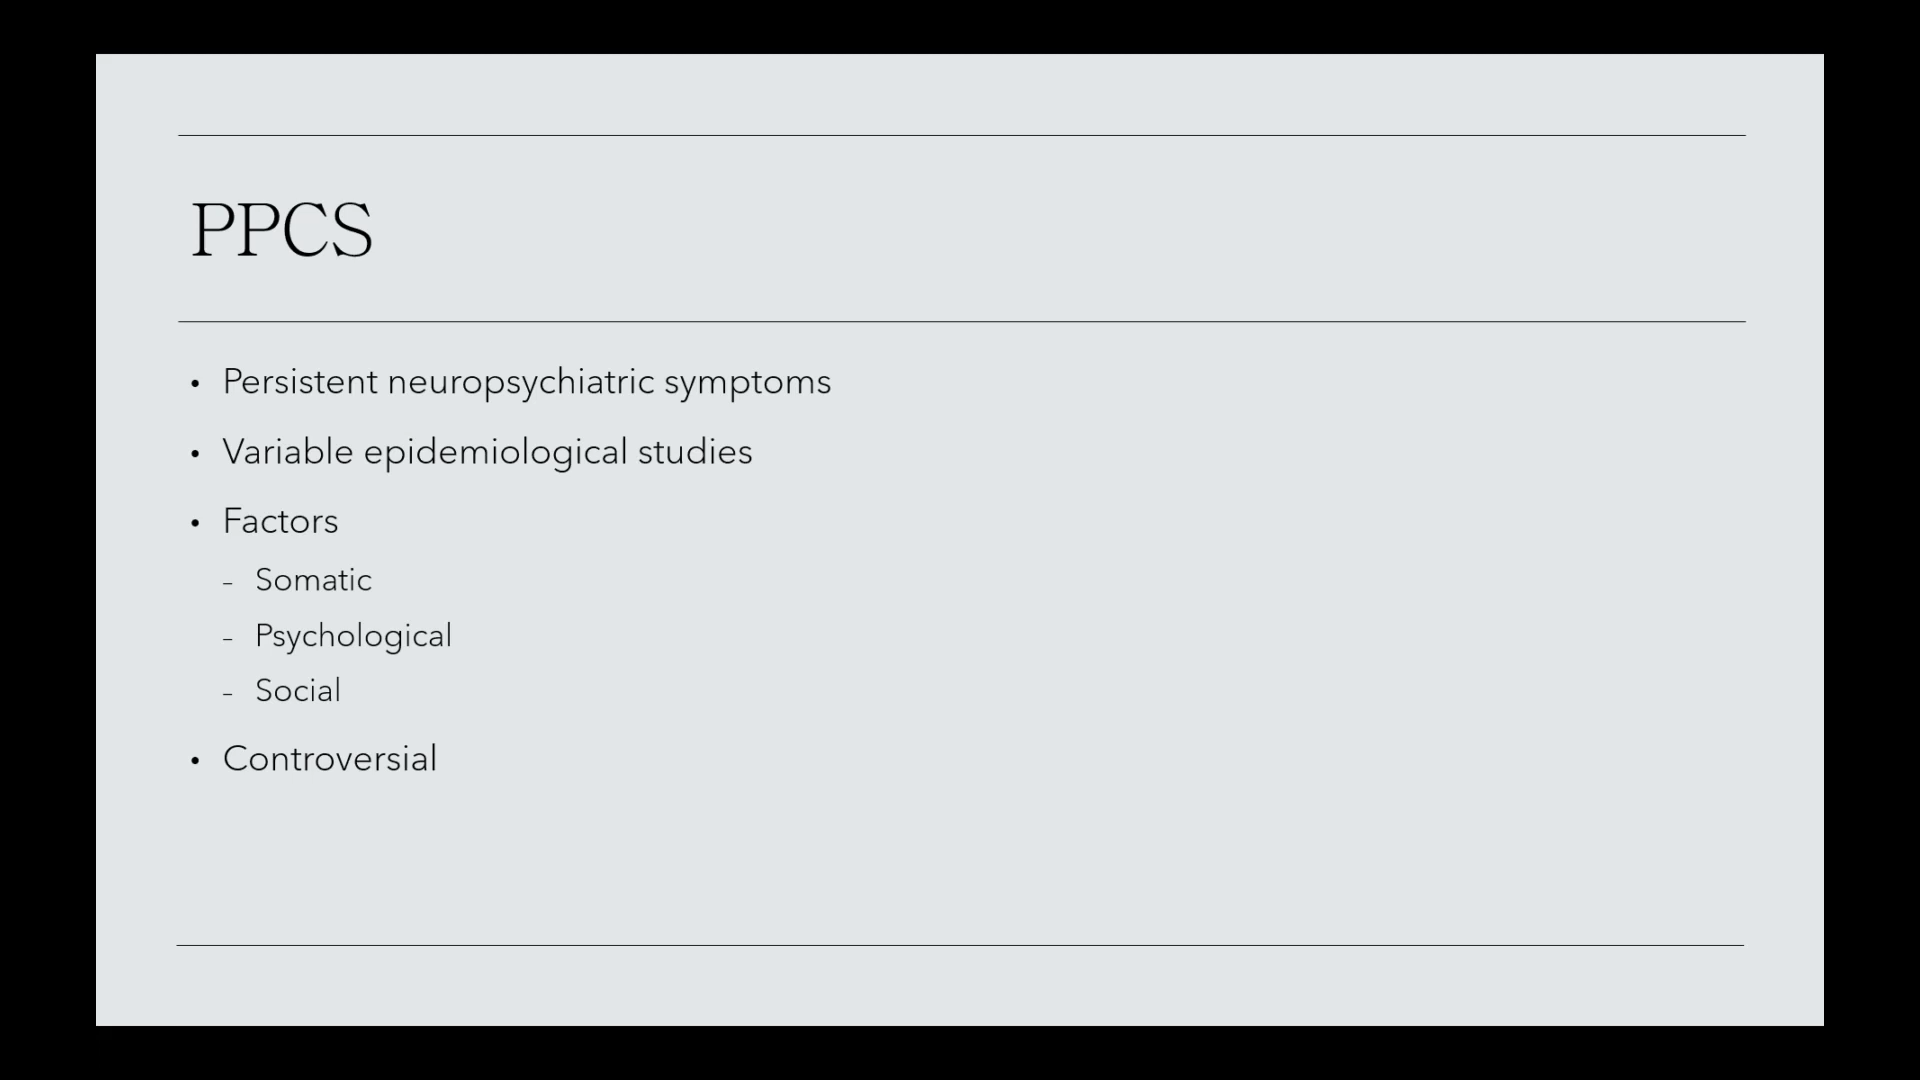 PPCS
• Persistent neuropsychiatric symptoms
• Variable epidemiological studies
• Factors
– Somatic
– Psychological
– Social
• Controversial